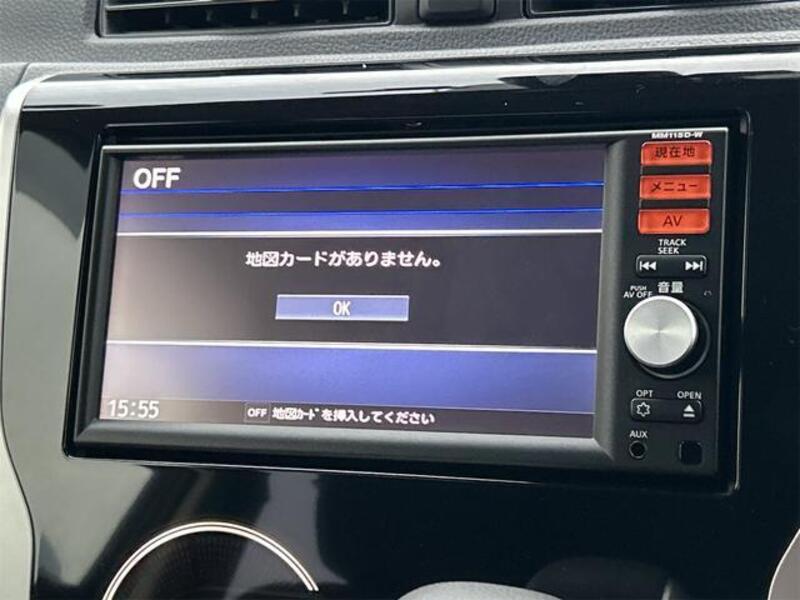 MM115D-W
OFF
現在地
メニュー
AV
TRACK
SEEK
地図カードがありません。
OK
PUSH
AV OFF
音量
OPT
OPEN
15:55
OFF 地図ｶｰﾄﾞを挿入してください
AUX